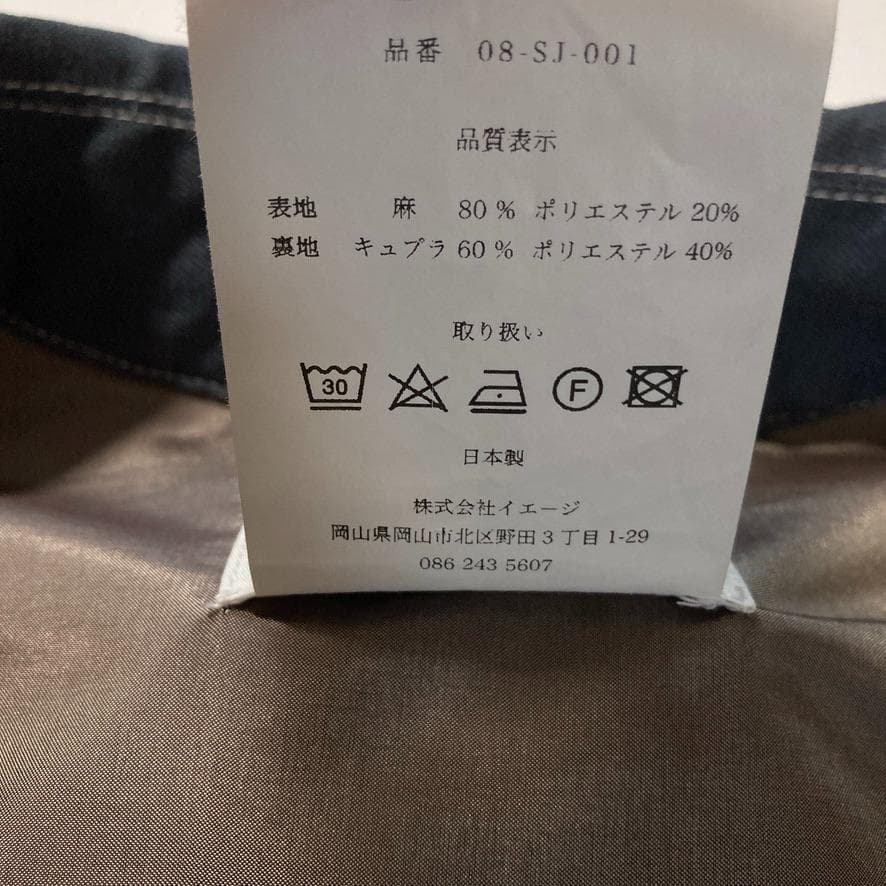 品番 08-SJ-001
品質表示
表地 麻 80% ポリエステル 20%
裏地 キュプラ 60% ポリエステル 40%
取り扱い
30 F
日本製
株式会社イエージ
岡山県岡山市北区野田3丁目1-29
086 243 5607